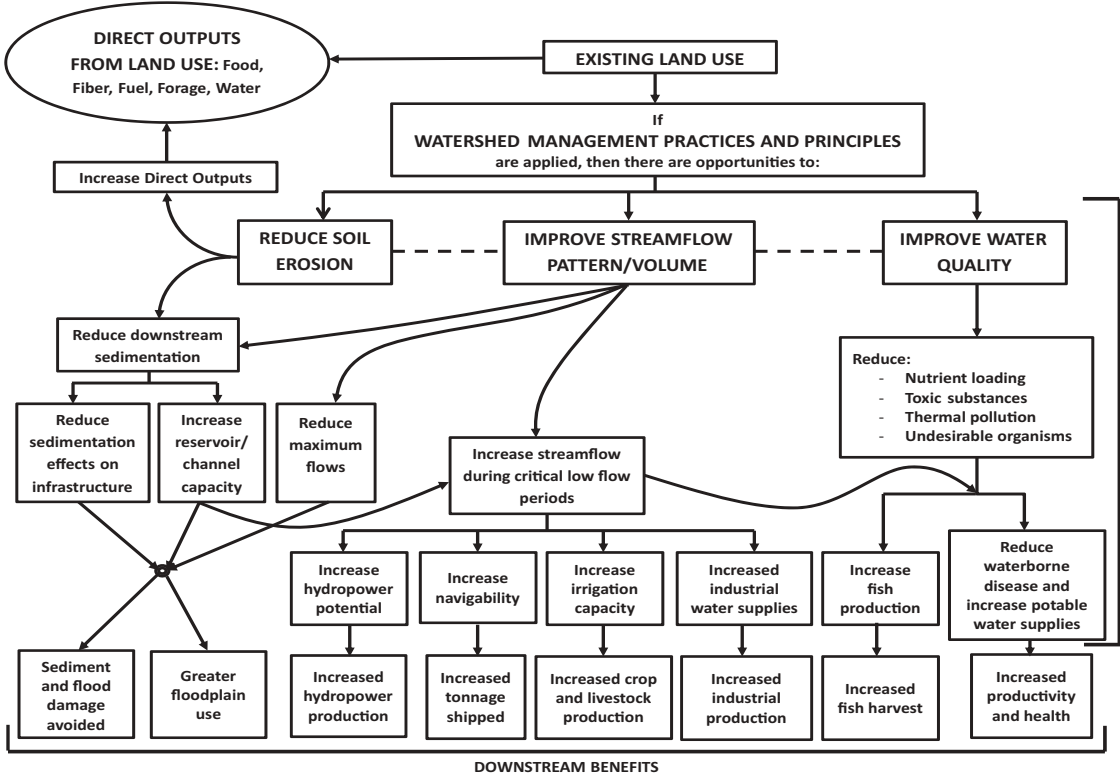 DIRECT OUTPUTS
FROM LAND USE: Food,
Fiber, Fuel, Forage, Water
EXISTING LAND USE
If
WATERSHED MANAGEMENT PRACTICES AND PRINCIPLES
are applied, then there are opportunities to:
Increase Direct Outputs
REDUCE SOIL
EROSION
IMPROVE STREAMFLOW
PATTERN/VOLUME
IMPROVE WATER
QUALITY
Reduce downstream
sedimentation
Reduce:
- Nutrient loading
- Toxic substances
- Thermal pollution
- Undesirable organisms
Reduce
sedimentation
effects on
infrastructure
Increase
reservoir/
channel
capacity
Reduce
maximum
flows
Increase streamflow
during critical low flow
periods
Increase
hydropower
potential
Increase
navigability
Increase
irrigation
capacity
Increased
industrial
water supplies
Increase
fish
production
Reduce
waterborne
disease and
increase potable
water supplies
Sediment
and flood
damage
avoided
Greater
floodplain
use
Increased
hydropower
production
Increased
tonnage
shipped
Increased crop
and livestock
production
Increased
industrial
production
Increased
fish harvest
Increased
productivity
and health
DOWNSTREAM BENEFITS